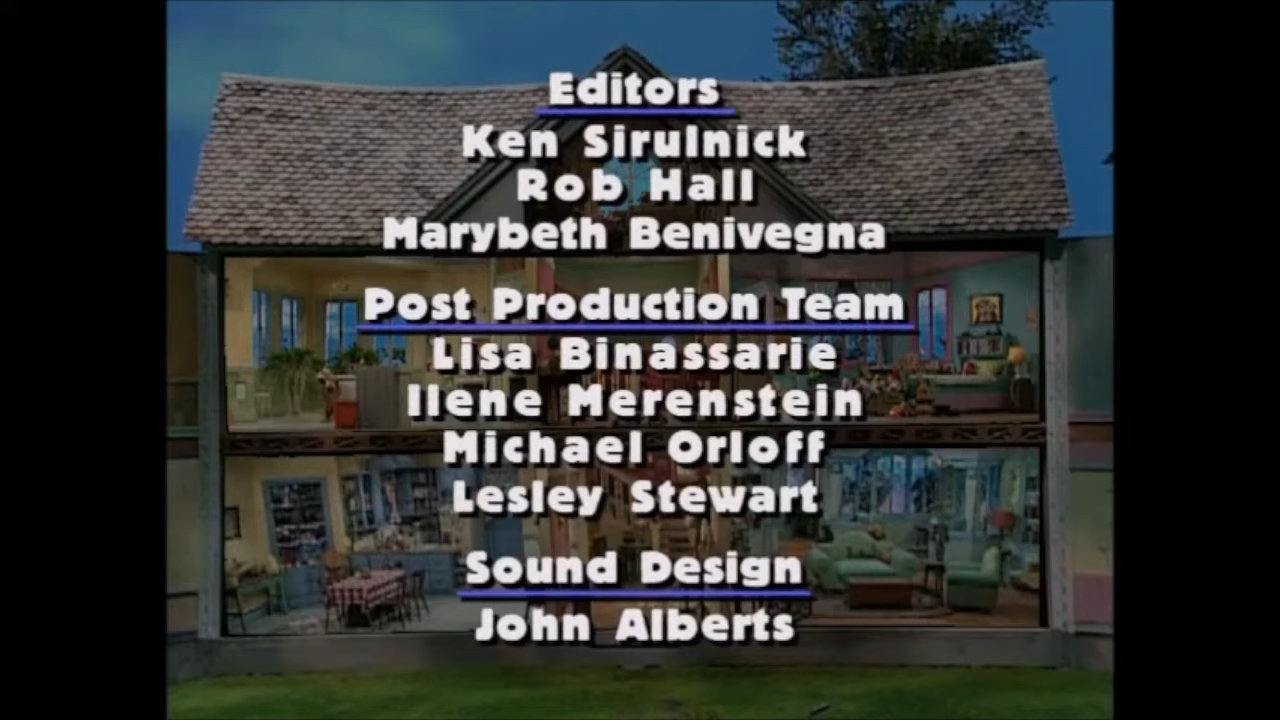 Editors
Ken Sirulnick
Rob Hall
Marybeth Benivegna
Post Production Team
Lisa Binassarie
Ilene Merenstein
Michael Orloff
Lesley Stewart
Sound Design
John Alberts